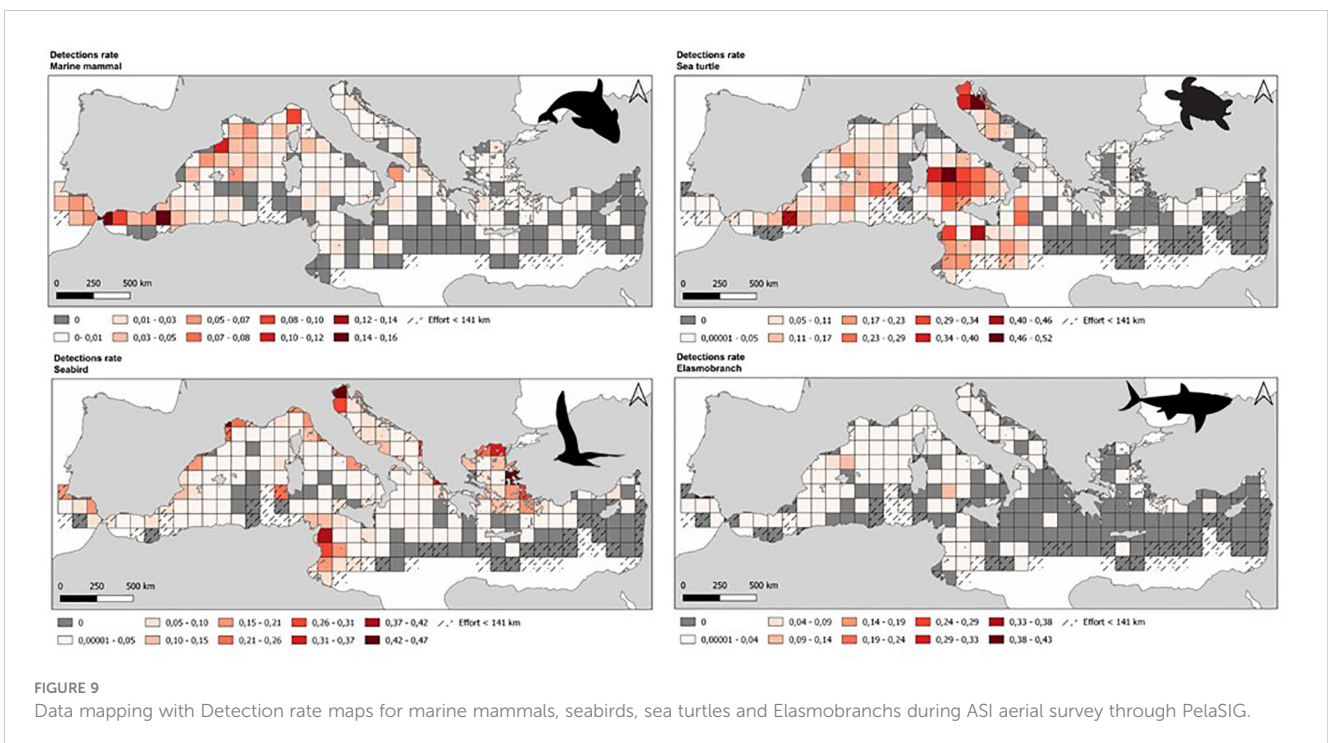 Detections rate
Marine mammal
0 250 500 km
0 0,01 - 0,03 0,05 - 0,07 0,08 - 0,10 0,12 - 0,14 Effort < 141 km
0- 0,01 0,03 - 0,05 0,07 - 0,08 0,10 - 0,12 0,14 - 0,16
Detections rate
Sea turtle
0 250 500 km
0 0,05 - 0,11 0,17 - 0,23 0,29 - 0,34 0,40 - 0,46 Effort < 141 km
0,00001 - 0,05 0,11 - 0,17 0,23 - 0,29 0,34 - 0,40 0,46 - 0,52
Detections rate
Seabird
0 250 500 km
0 0,05 - 0,10 0,15 - 0,21 0,26 - 0,31 0,37 - 0,42 Effort < 141 km
0,00001 - 0,05 0,10 - 0,15 0,21 - 0,26 0,31 - 0,37 0,42 - 0,47
Detections rate
Elasmobranch
0 250 500 km
0 0,04 - 0,09 0,14 - 0,19 0,24 - 0,29 0,33 - 0,38 Effort < 141 km
0,00001 - 0,04 0,09 - 0,14 0,19 - 0,24 0,29 - 0,33 0,38 - 0,43
FIGURE 9
Data mapping with Detection rate maps for marine mammals, seabirds, sea turtles and Elasmobranchs during ASI aerial survey through PelaSIG.